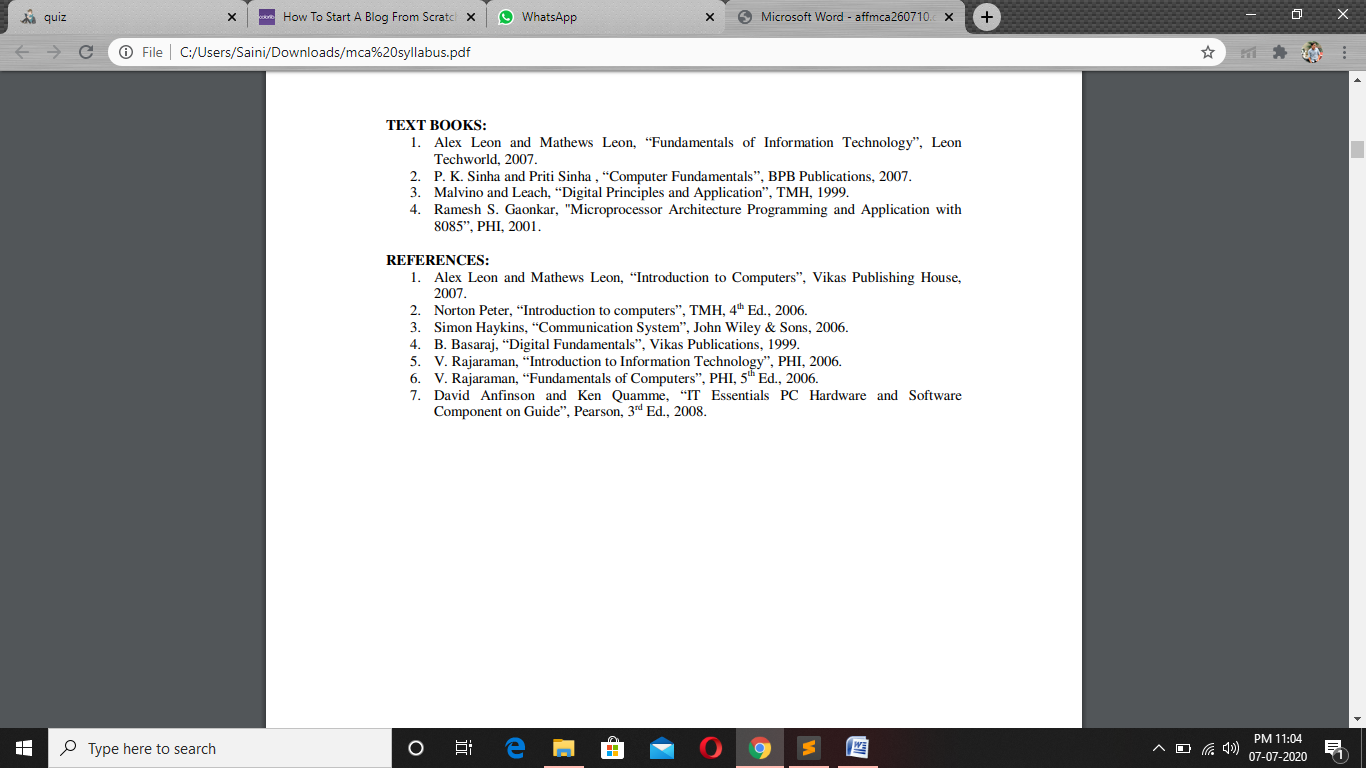 quiz
How To Start A Blog From Scratc
WhatsApp
Microsoft Word - affmca260710.
File
C:/Users/Saini/Downloads/mca%20syllabus.pdf
TEXT BOOKS:
1. Alex Leon and Mathews Leon, “Fundamentals of Information Technology”, Leon
Techworld, 2007.
2. P. K. Sinha and Priti Sinha , “Computer Fundamentals”, BPB Publications, 2007.
3. Malvino and Leach, “Digital Principles and Application”, TMH, 1999.
4. Ramesh S. Gaonkar, "Microprocessor Architecture Programming and Application with
8085”, PHI, 2001.
REFERENCES:
1. Alex Leon and Mathews Leon, “Introduction to Computers”, Vikas Publishing House,
2007.
2. Norton Peter, “Introduction to computers”, TMH, 4th Ed., 2006.
3. Simon Haykins, “Communication System”, John Wiley & Sons, 2006.
4. B. Basaraj, “Digital Fundamentals”, Vikas Publications, 1999.
5. V. Rajaraman, “Introduction to Information Technology”, PHI, 2006.
6. V. Rajaraman, “Fundamentals of Computers”, PHI, 5th Ed., 2006.
7. David Anfinson and Ken Quamme, “IT Essentials PC Hardware and Software
Component on Guide”, Pearson, 3rd Ed., 2008.
Type here to search
PM 11:04
07-07-2020
1